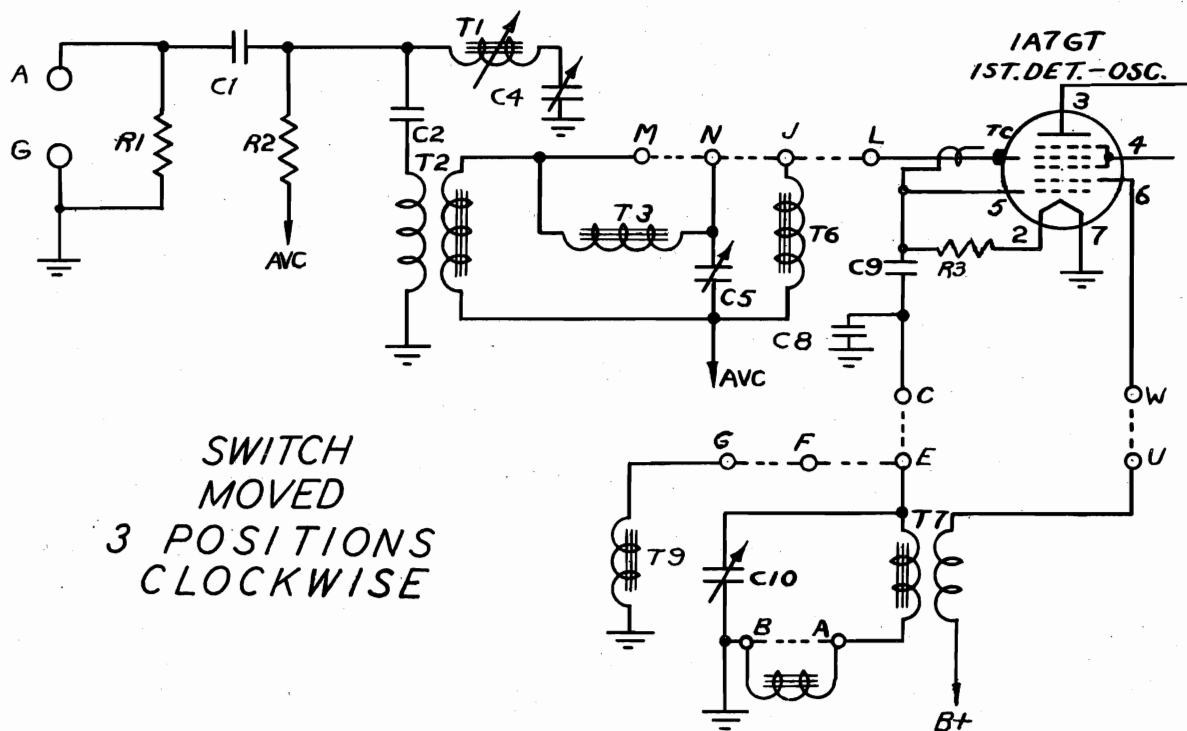 T1
1A7GT
1ST. DET.-OSC.
3
A
C1
C4
M
N
J
L
TC
4
G
R1
R2
C2
T2
T3
T6
5
6
2
7
C9
R3
AVC
C5
C8
AVC
C
W
SWITCH
MOVED
3 POSITIONS
CLOCKWISE
G
F
E
U
T7
T9
C10
B
A
B+